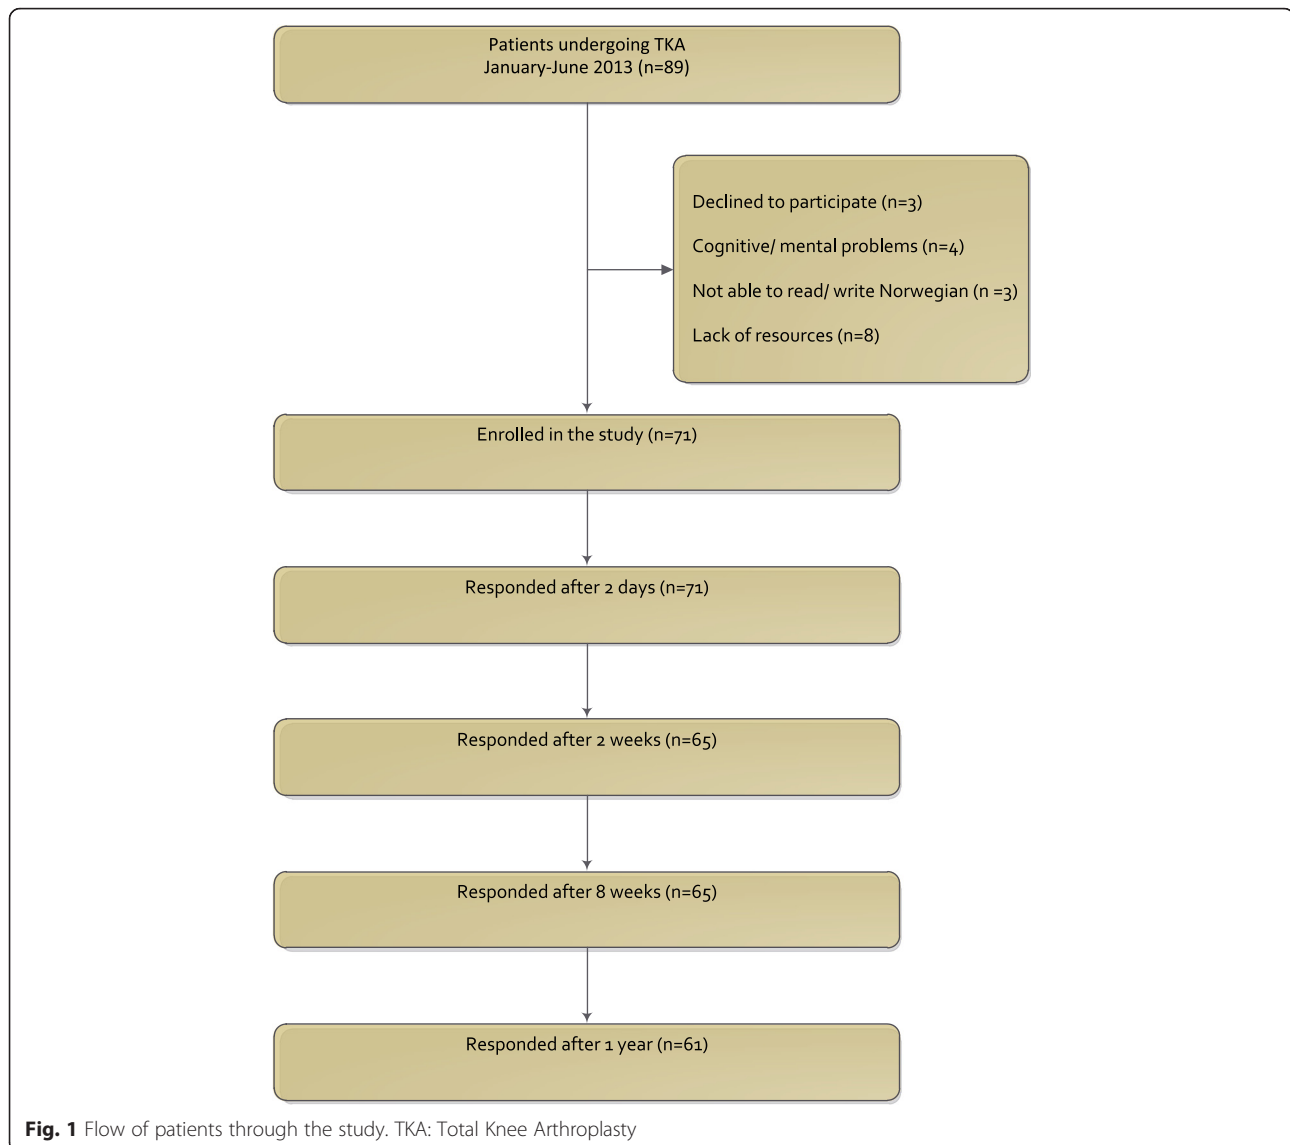 Patients undergoing TKA
January-June 2013 (n=89)
Declined to participate (n=3)
Cognitive/ mental problems (n=4)
Not able to read/ write Norwegian (n =3)
Lack of resources (n=8)
Enrolled in the study (n=71)
Responded after 2 days (n=71)
Responded after 2 weeks (n=65)
Responded after 8 weeks (n=65)
Responded after 1 year (n=61)
Fig. 1 Flow of patients through the study. TKA: Total Knee Arthroplasty